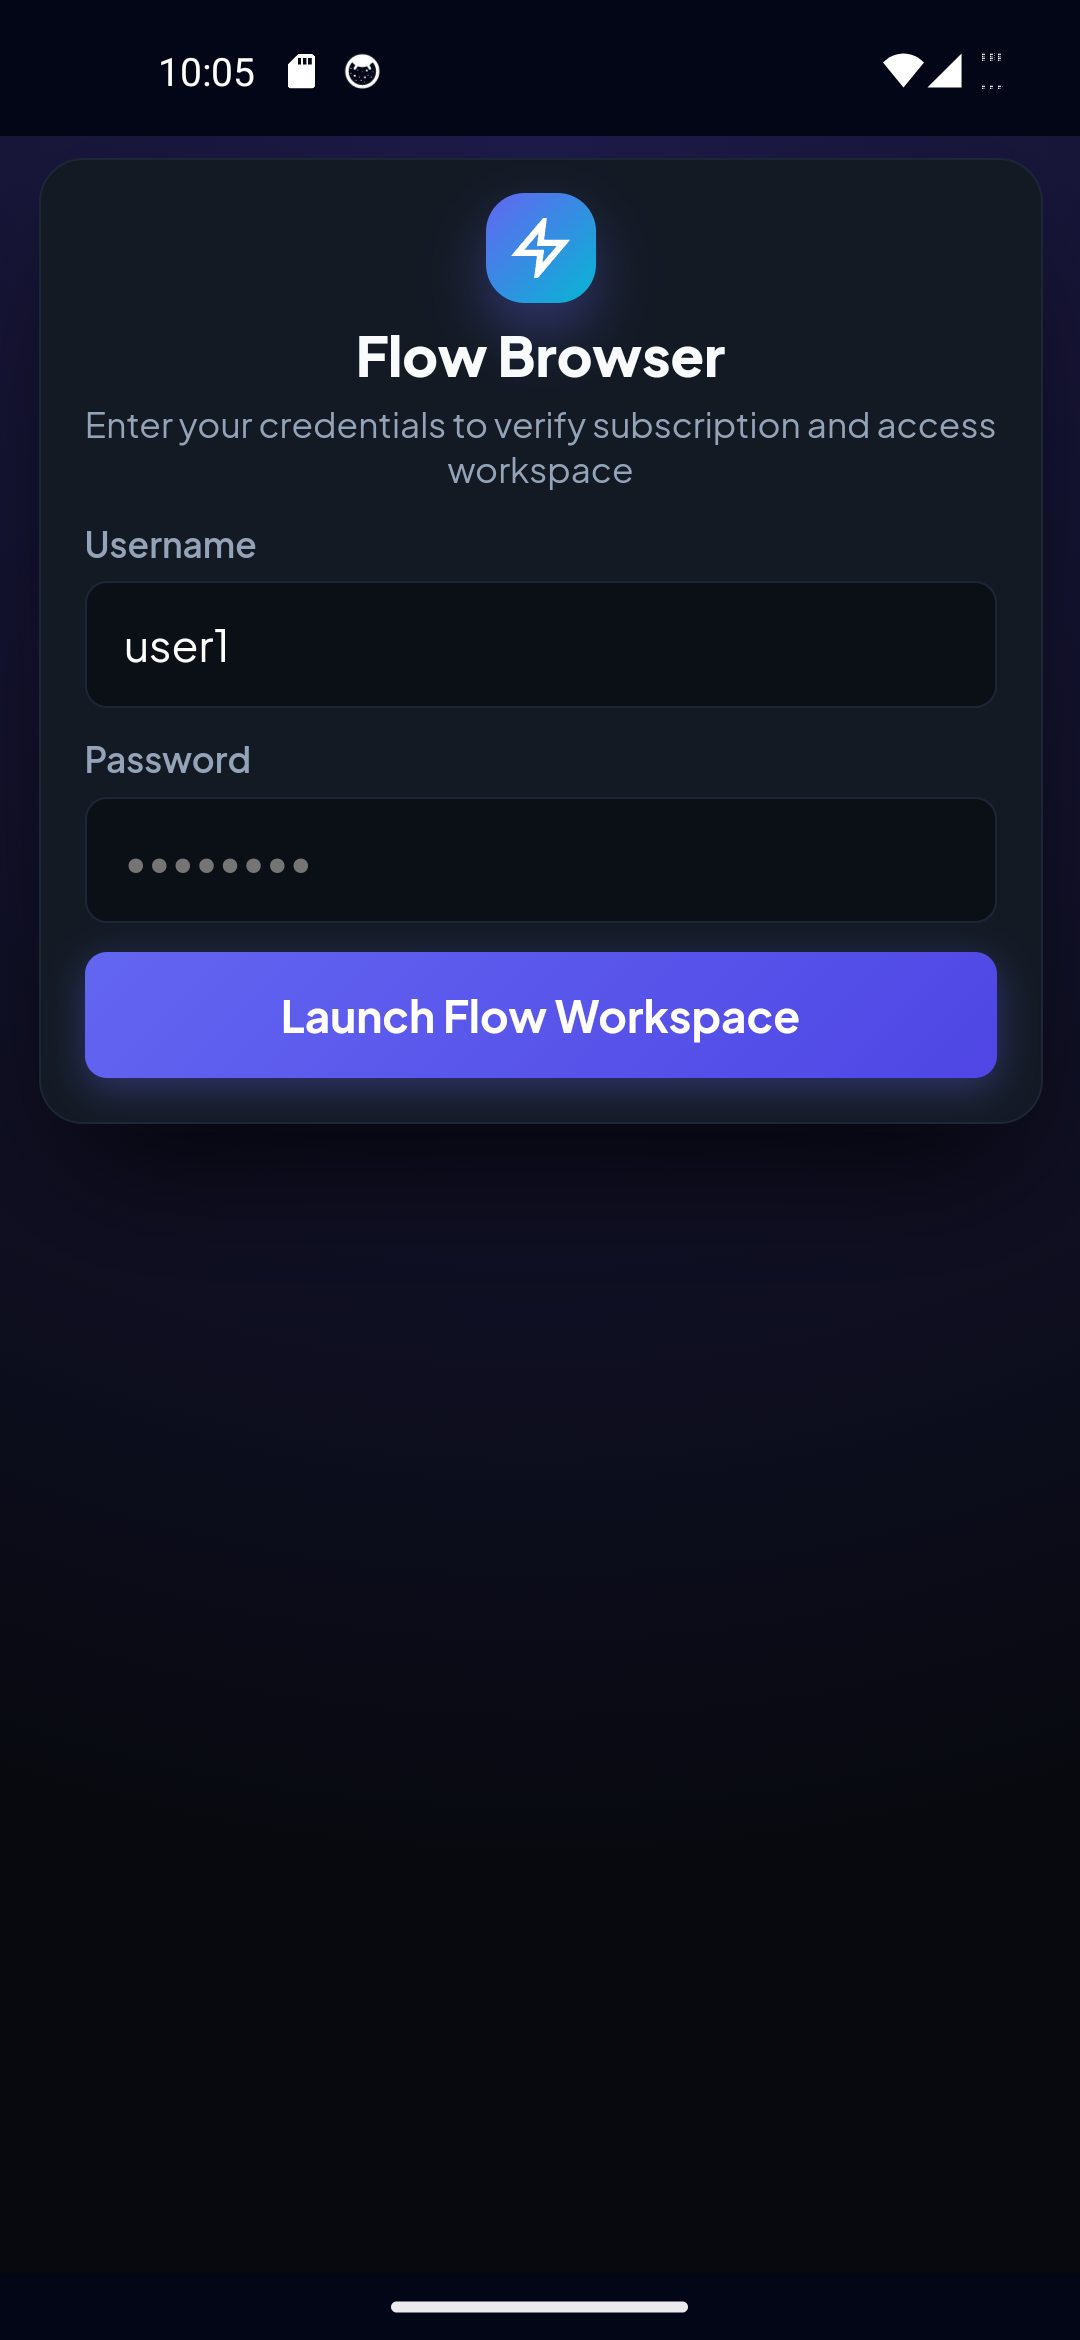 10:05
Flow Browser
Enter your credentials to verify subscription and access
workspace
Username
user1
Password
••••••••
Launch Flow Workspace